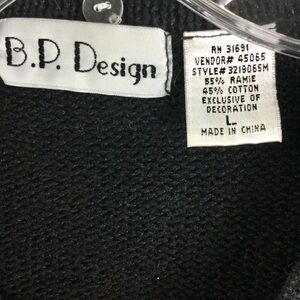 B.P. Design
RN 31691
VENDOR# 45065
STYLE# 3219065M
55% RAMIE
45% COTTON
EXCLUSIVE OF
DECORATION
L
MADE IN CHINA